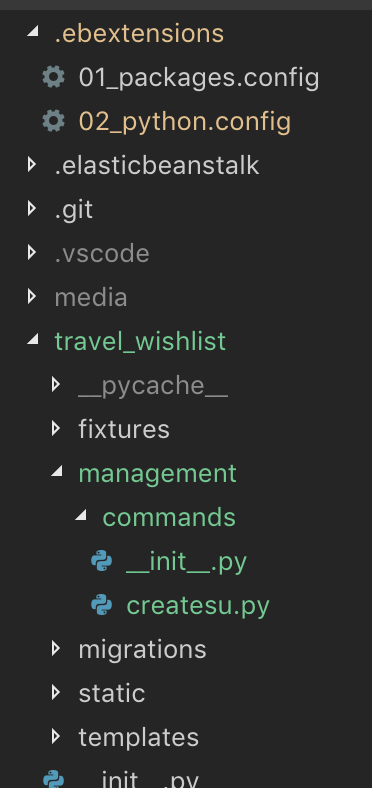 .ebextensions
01_packages.config
02_python.config
.elasticbeanstalk
.git
.vscode
media
travel_wishlist
__pycache__
fixtures
management
commands
__init__.py
createsu.py
migrations
static
templates
__init__.py